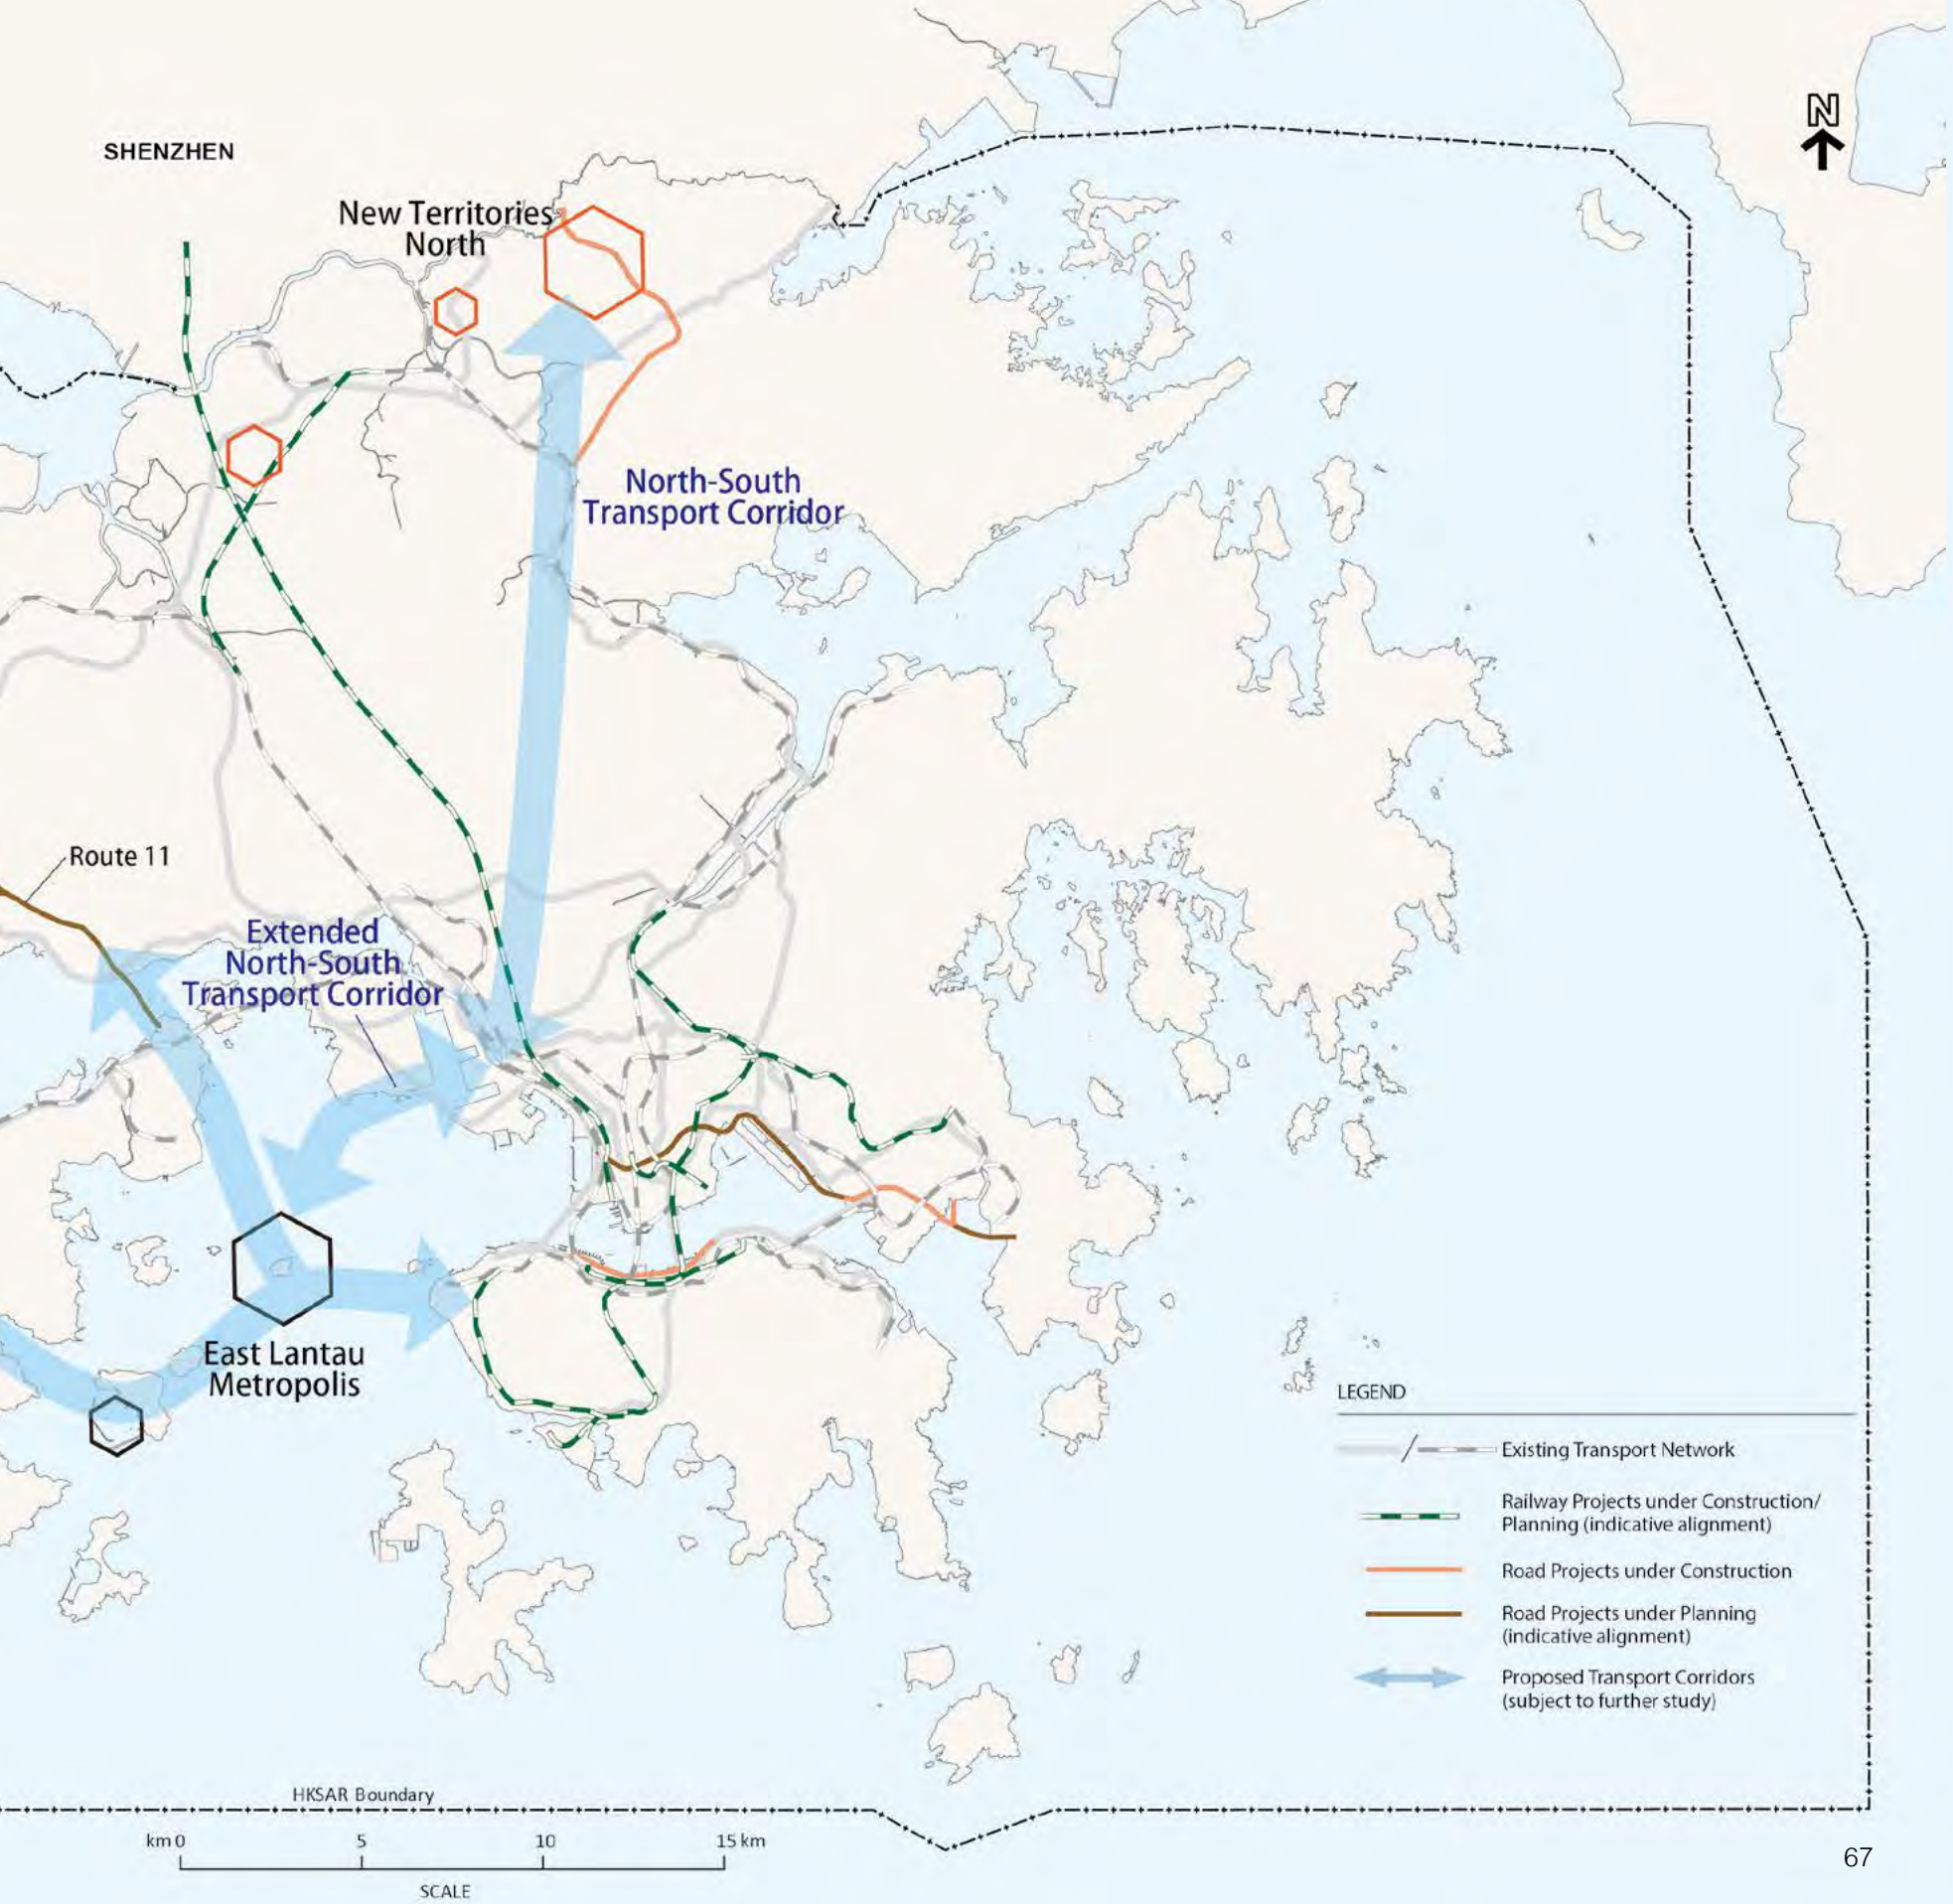 N
SHENZHEN
New Territories
North
North-South
Transport Corridor
Route 11
Extended
North-South
Transport Corridor
East Lantau
Metropolis
LEGEND
Existing Transport Network
Railway Projects under Construction/
Planning (indicative alignment)
Road Projects under Construction
Road Projects under Planning
(indicative alignment)
Proposed Transport Corridors
(subject to further study)
HKSAR Boundary
km 0 5 10 15 km
SCALE
67